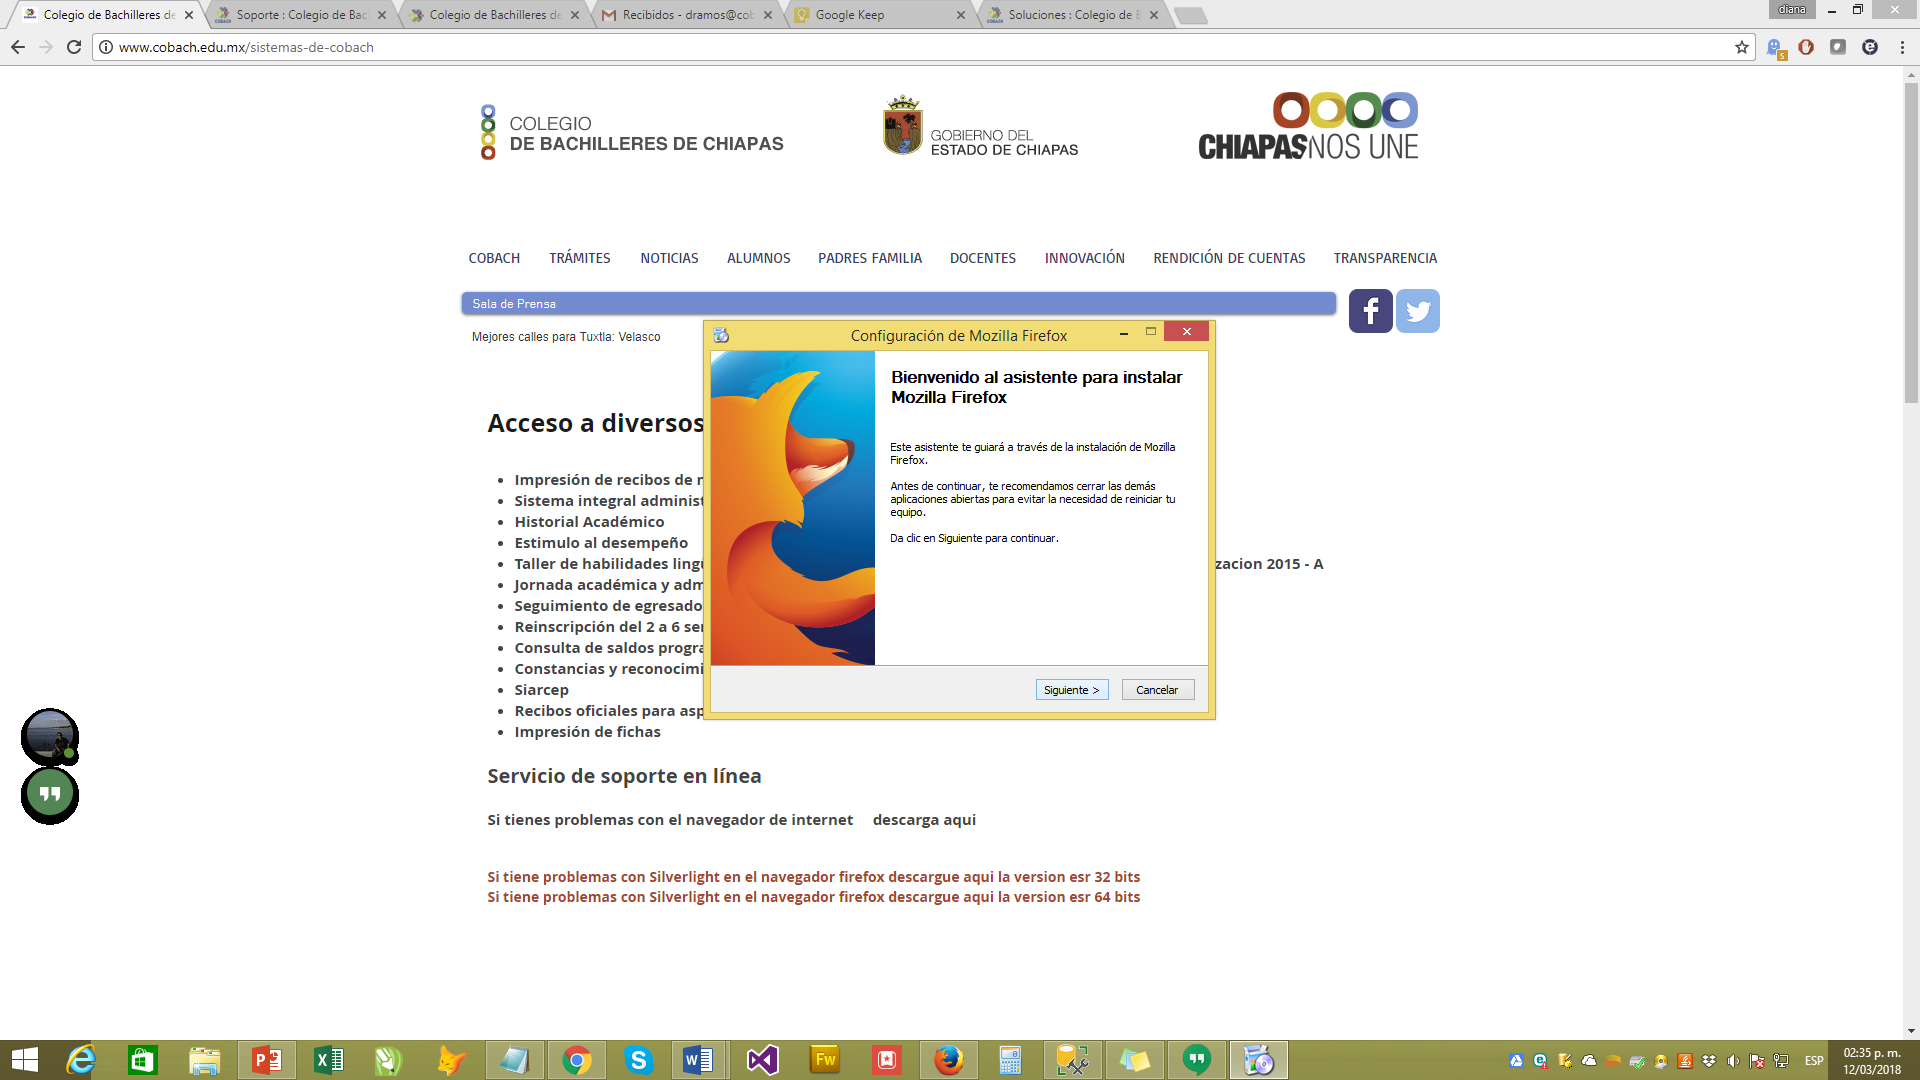 Colegio de Bachilleres de
Soporte : Colegio de Bac
Colegio de Bachilleres de
Recibidos - dramos@cob
Google Keep
Soluciones : Colegio de B
diana
www.cobach.edu.mx/sistemas-de-cobach
COLEGIO
DE BACHILLERES DE CHIAPAS
GOBIERNO DEL
ESTADO DE CHIAPAS
CHIAPASNOS UNE
COBACH TRÁMITES NOTICIAS ALUMNOS PADRES FAMILIA DOCENTES INNOVACIÓN RENDICIÓN DE CUENTAS TRANSPARENCIA
Sala de Prensa
Mejores calles para Tuxtla: Velasco
Configuración de Mozilla Firefox
Bienvenido al asistente para instalar
Mozilla Firefox
Este asistente te guiará a través de la instalación de Mozilla
Firefox.
Antes de continuar, te recomendamos cerrar las demás
aplicaciones abiertas para evitar la necesidad de reiniciar tu
equipo.
Da clic en Siguiente para continuar.
Siguiente >
Cancelar
Acceso a diversos
Impresión de recibos de
Sistema integral administ
Historial Académico
Estimulo al desempeño
Taller de habilidades ling zacion 2015 - A
Jornada académica y adm
Seguimiento de egresado
Reinscripción del 2 a 6 se
Consulta de saldos progr
Constancias y reconocimi
Siarcep
Recibos oficiales para asp
Impresión de fichas
Servicio de soporte en línea
Si tienes problemas con el navegador de internet descarga aqui
Si tiene problemas con Silverlight en el navegador firefox descargue aqui la version esr 32 bits
Si tiene problemas con Silverlight en el navegador firefox descargue aqui la version esr 64 bits
Fw
ESP
02:35 p. m.
12/03/2018